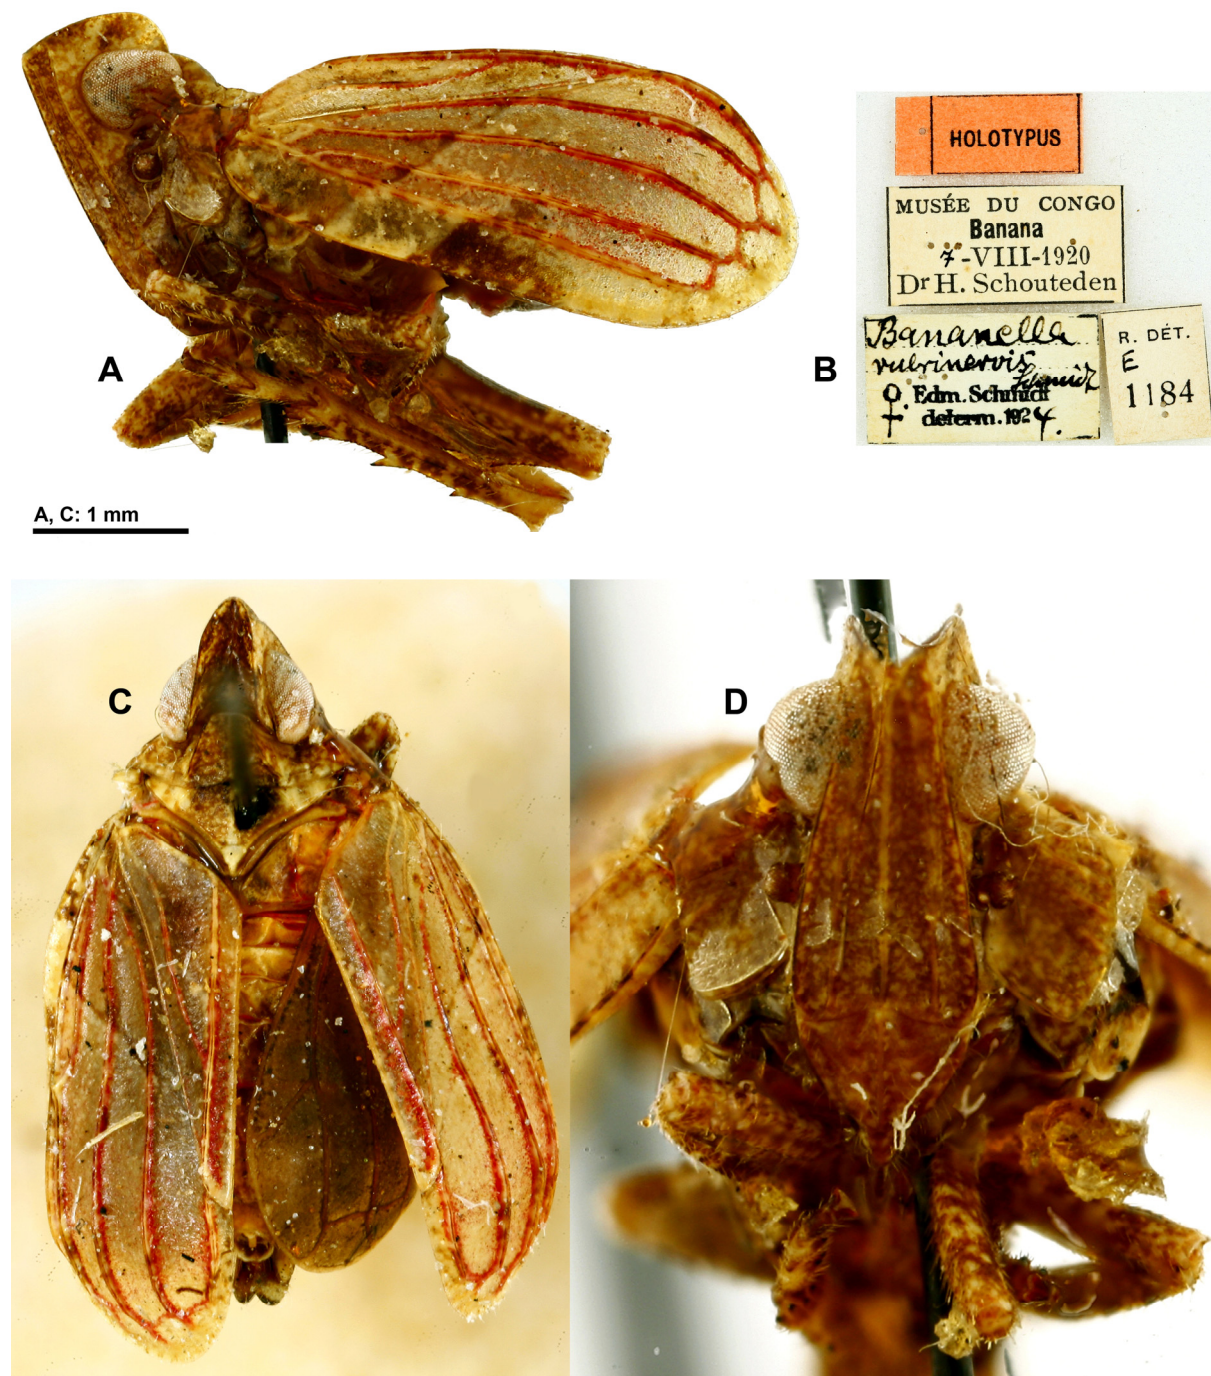 A
HOLOTYPUS
MUSÉE DU CONGO
Banana
7-VIII-1920
Dr H. Schouteden
Bananella
rubrinervis
Schmidt
♀ Edm. Schmidt
determ. 1924.
R. DÉT.
E
1184
B
A, C: 1 mm
C
D